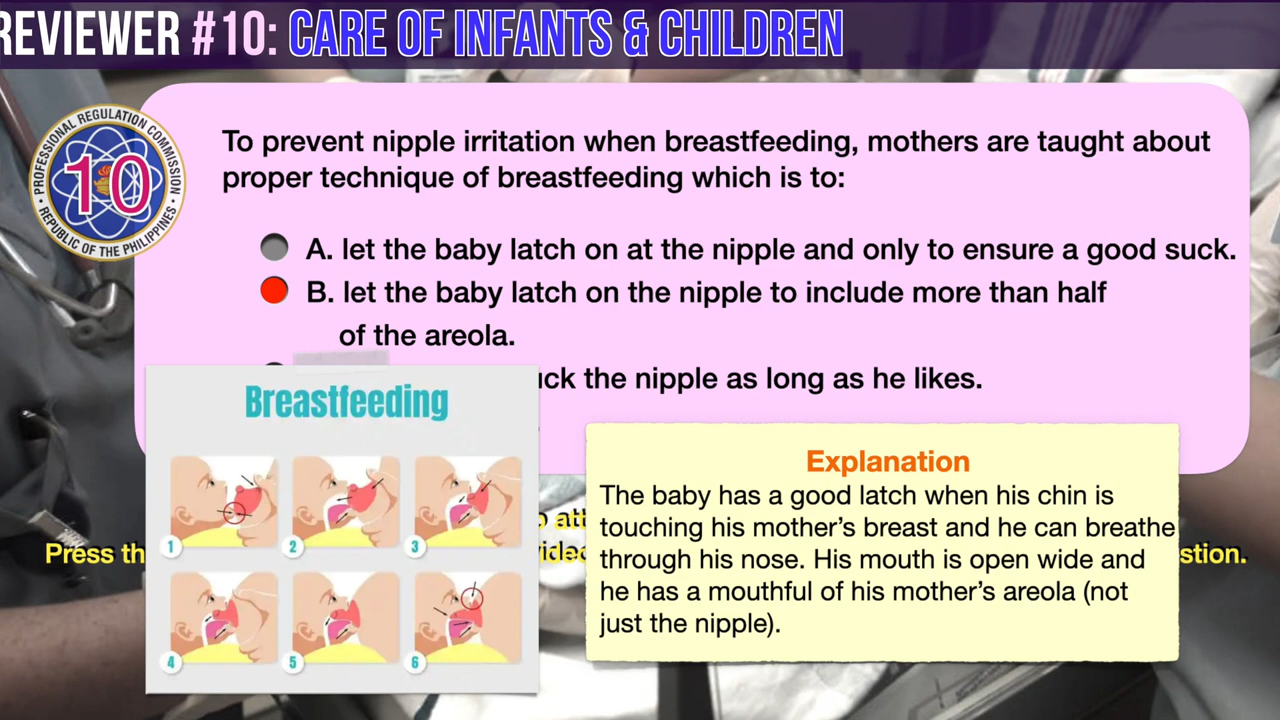 REVIEWER #10: CARE OF INFANTS & CHILDREN
PROFESSIONAL REGULATION COMMISSION
REPUBLIC OF THE PHILIPPINES
10
To prevent nipple irritation when breastfeeding, mothers are taught about
proper technique of breastfeeding which is to:
A. let the baby latch on at the nipple and only to ensure a good suck.
B. let the baby latch on the nipple to include more than half
of the areola.
the nipple as long as he likes.
Breastfeeding
1
2
3
4
5
6
Explanation
The baby has a good latch when his chin is
touching his mother's breast and he can breathe
through his nose. His mouth is open wide and
he has a mouthful of his mother's areola (not
just the nipple).
Press